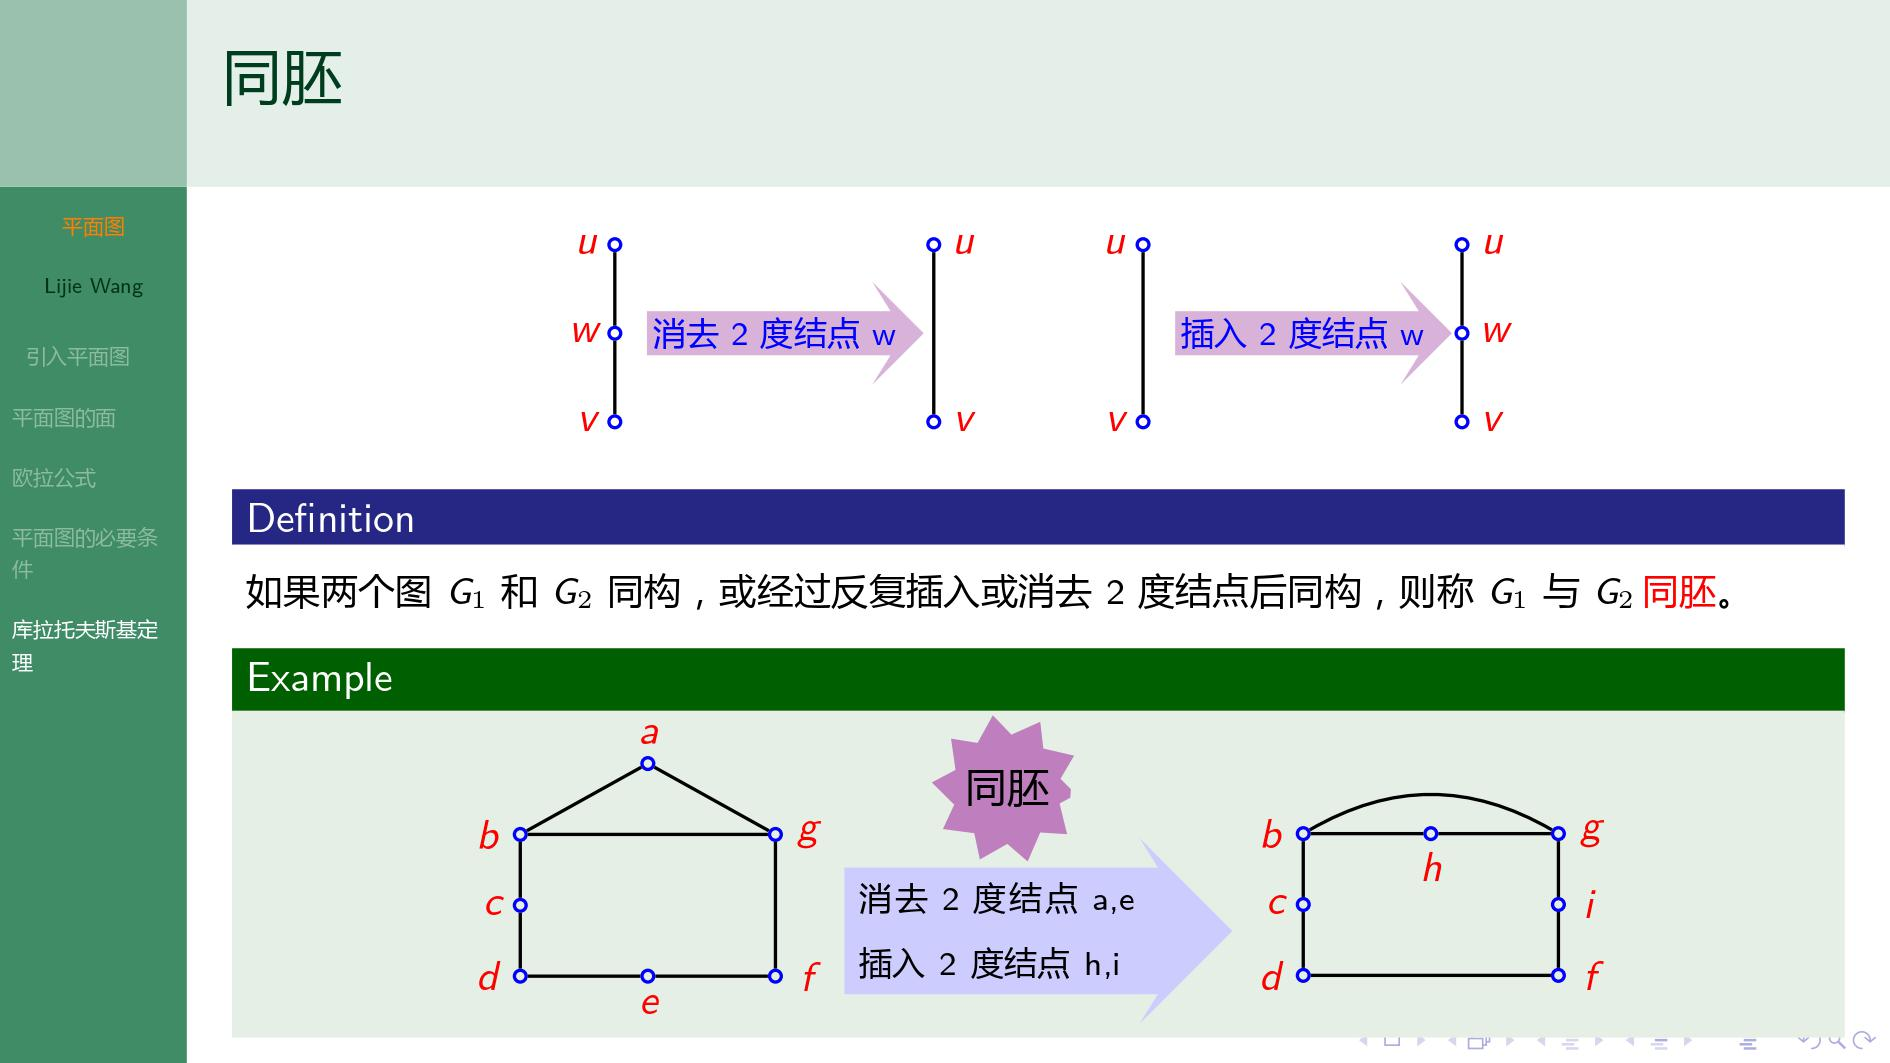 同胚
平面图
Lijie Wang
引入平面图
平面图的面
欧拉公式
平面图的必要条
件
库拉托夫斯基定
理
u
w
v
消去 2 度结点 w
u
v
u
v
插入 2 度结点 w
u
w
v
Definition
如果两个图 G₁ 和 G₂ 同构，或经过反复插入或消去 2 度结点后同构，则称 G₁ 与 G₂ 同胚。
Example
a
b
g
c
d
e
f
同胚
消去 2 度结点 a,e
插入 2 度结点 h,i
b
g
h
c
i
d
f